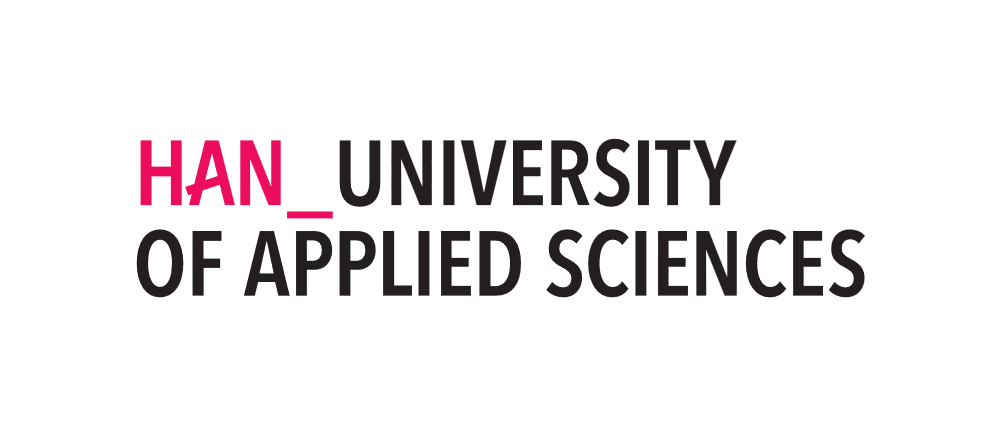 HAN_UNIVERSITY
OF APPLIED SCIENCES